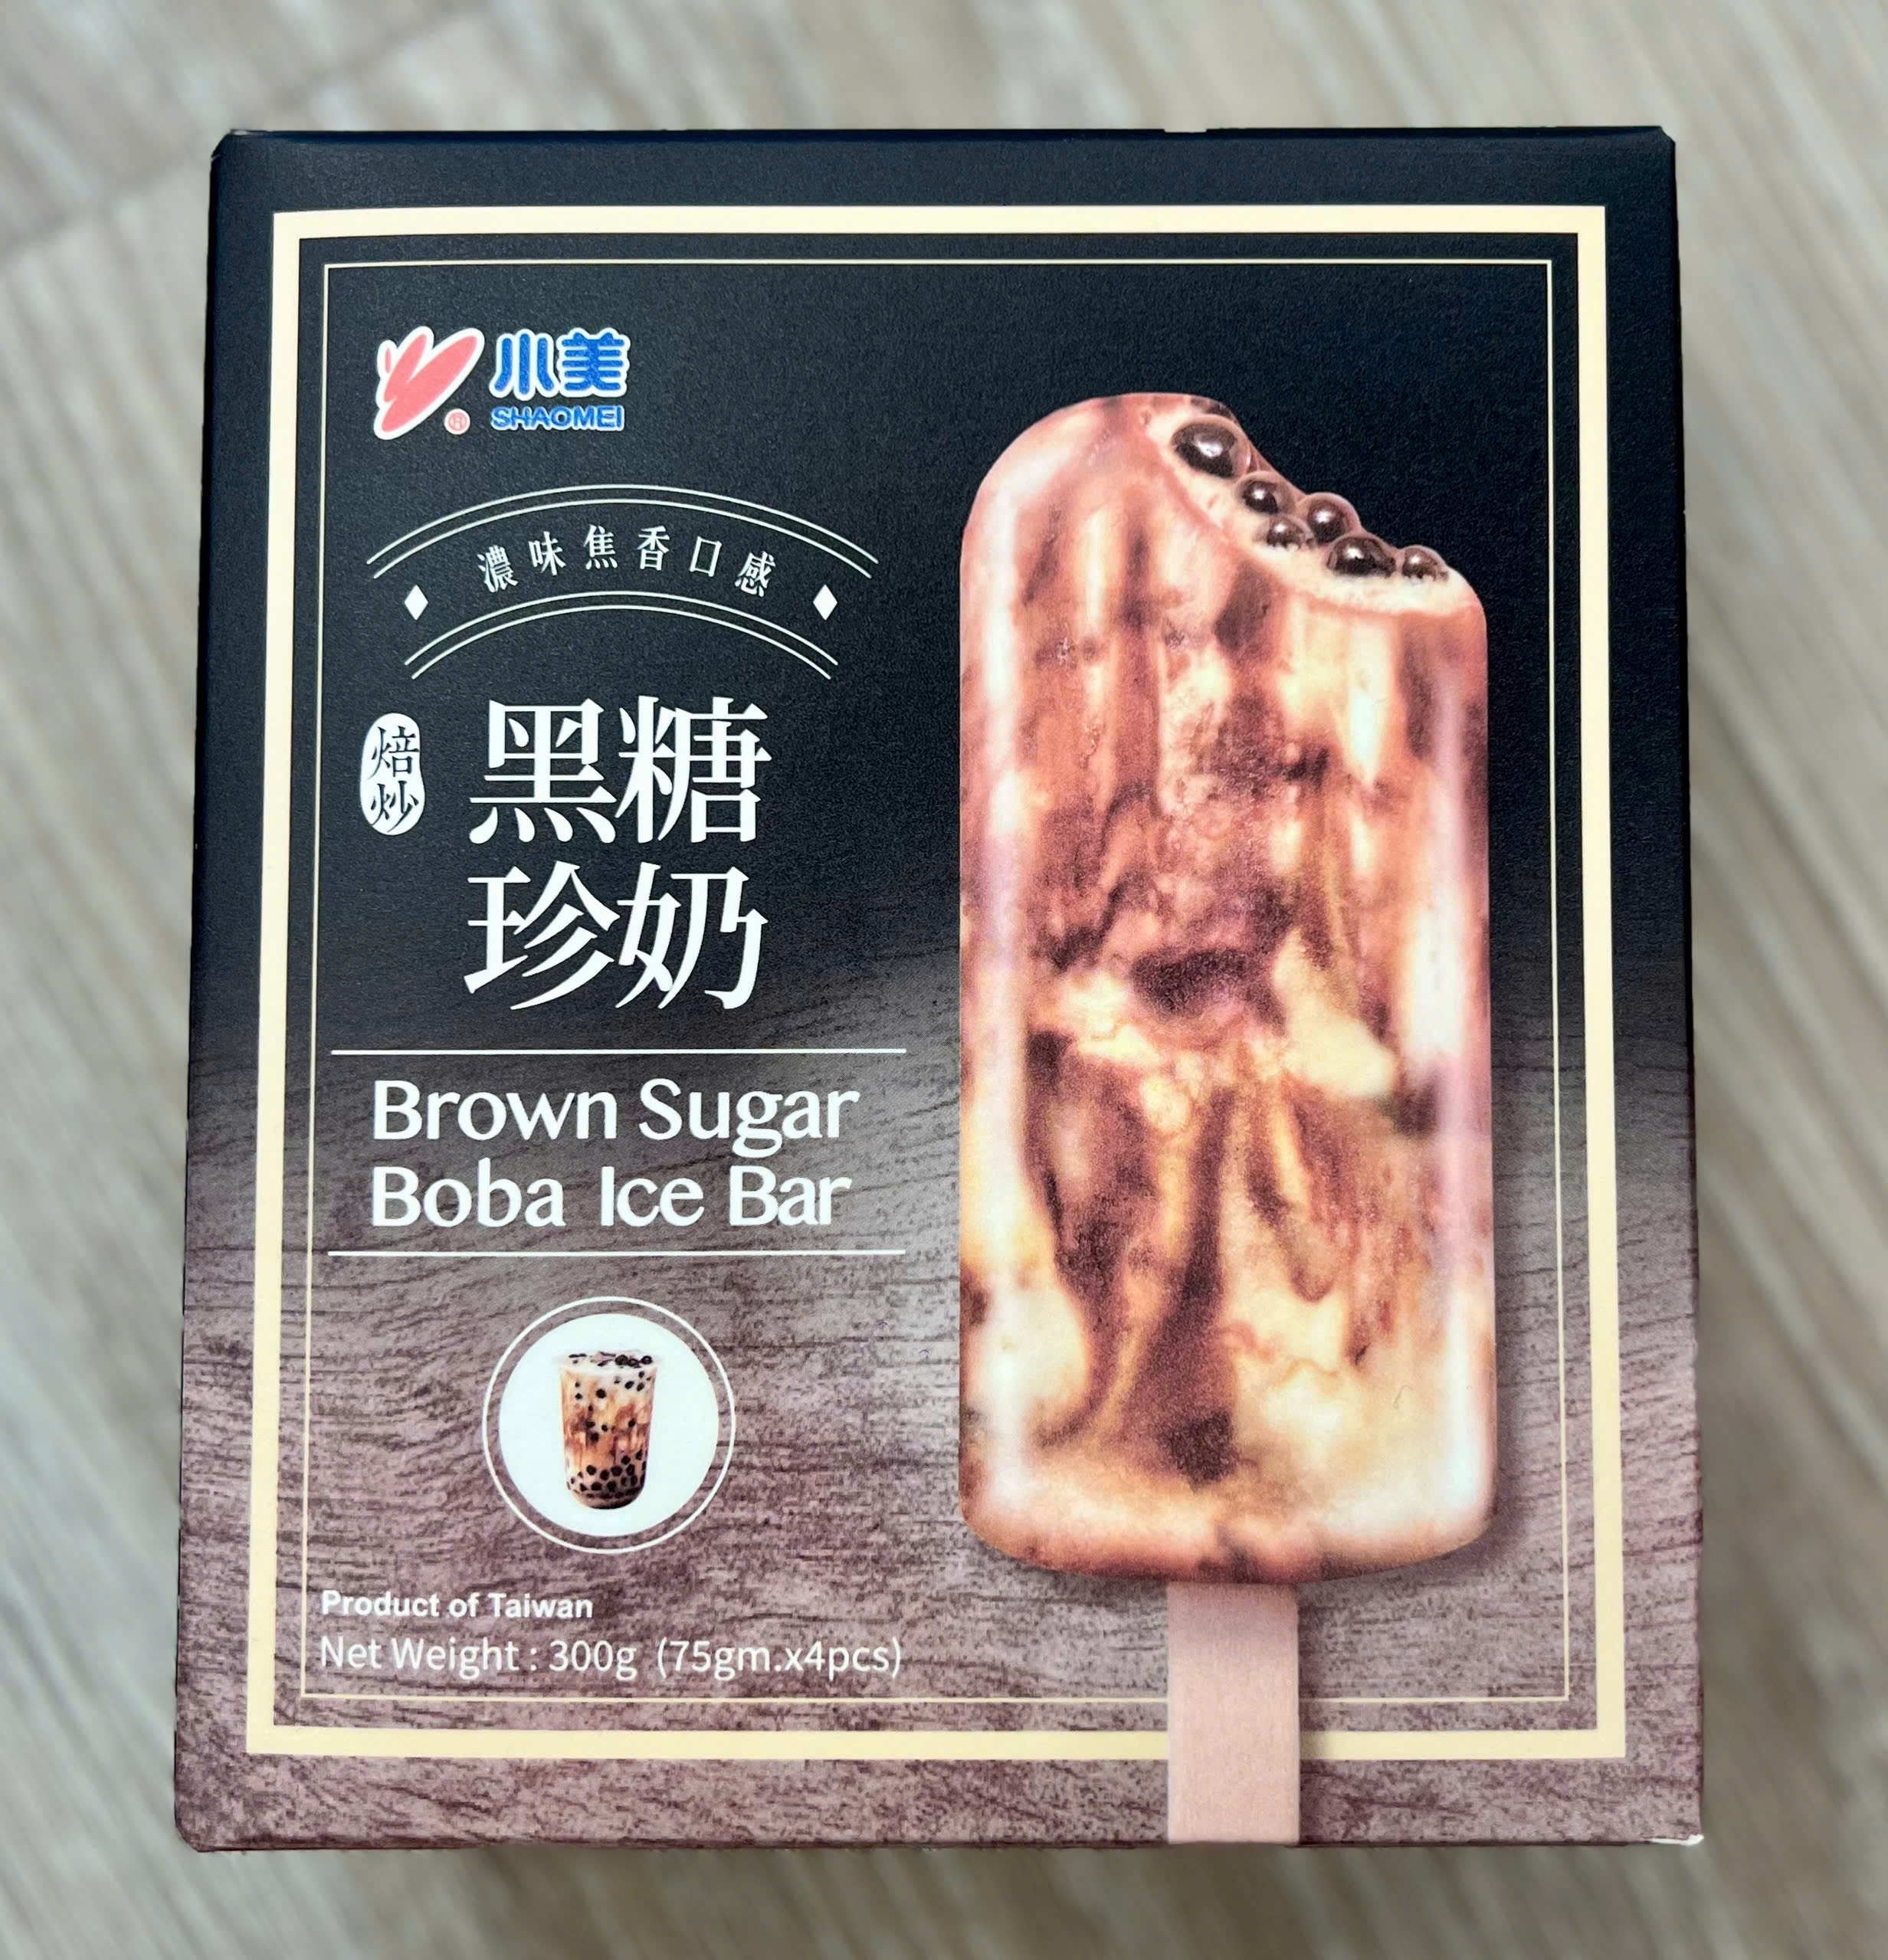 小美
SHAOMEI
濃味焦香口感
焙炒
黑糖
珍奶
Brown Sugar
Boba Ice Bar
Product of Taiwan
Net Weight : 300g (75gm.x4pcs)